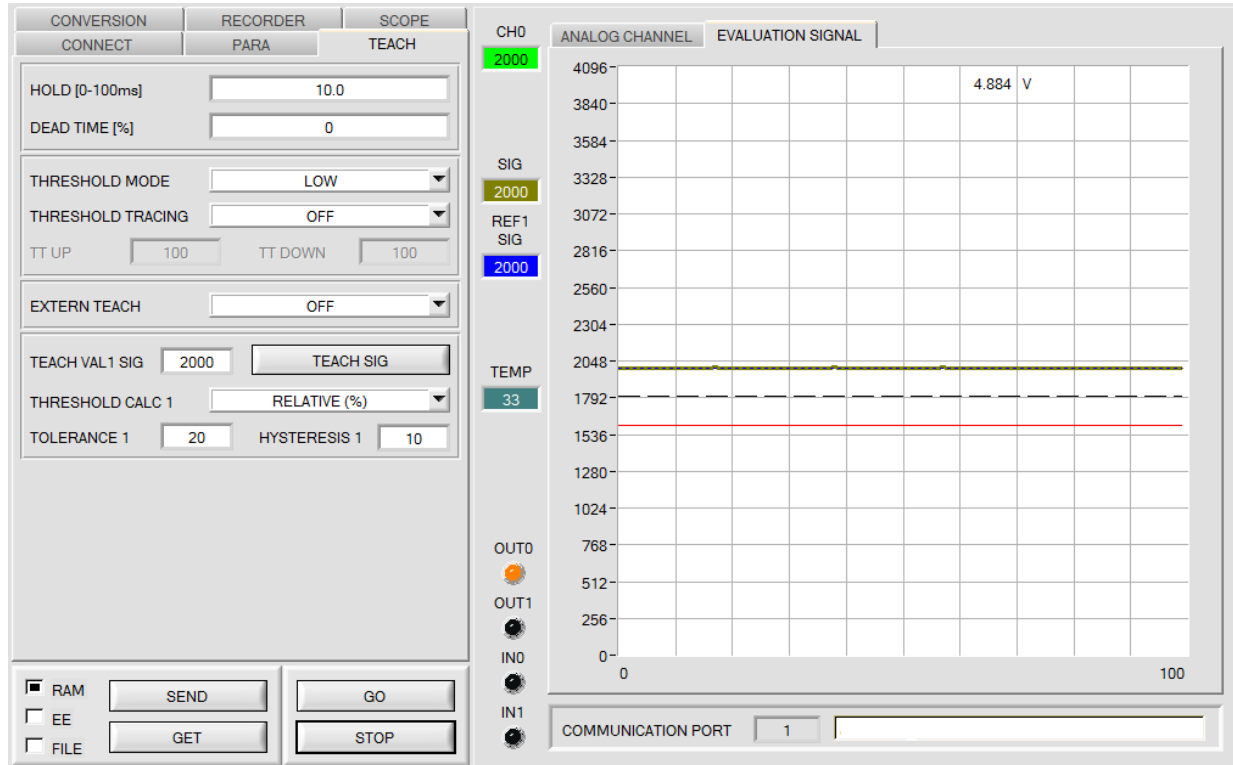 CONVERSION RECORDER SCOPE
CONNECT PARA TEACH
HOLD [0-100ms] 10.0
DEAD TIME [%] 0
THRESHOLD MODE LOW
THRESHOLD TRACING OFF
TT UP 100 TT DOWN 100
EXTERN TEACH OFF
TEACH VAL1 SIG 2000 TEACH SIG
THRESHOLD CALC 1 RELATIVE (%)
TOLERANCE 1 20 HYSTERESIS 1 10
RAM SEND GO
EE
FILE GET STOP
CH0
2000
SIG
2000
REF1
SIG
2000
TEMP
33
OUT0
OUT1
IN0
IN1
ANALOG CHANNEL EVALUATION SIGNAL
4.884 V
4096
3840
3584
3328
3072
2816
2560
2304
2048
1792
1536
1280
1024
768
512
256
0
0 100
COMMUNICATION PORT 1